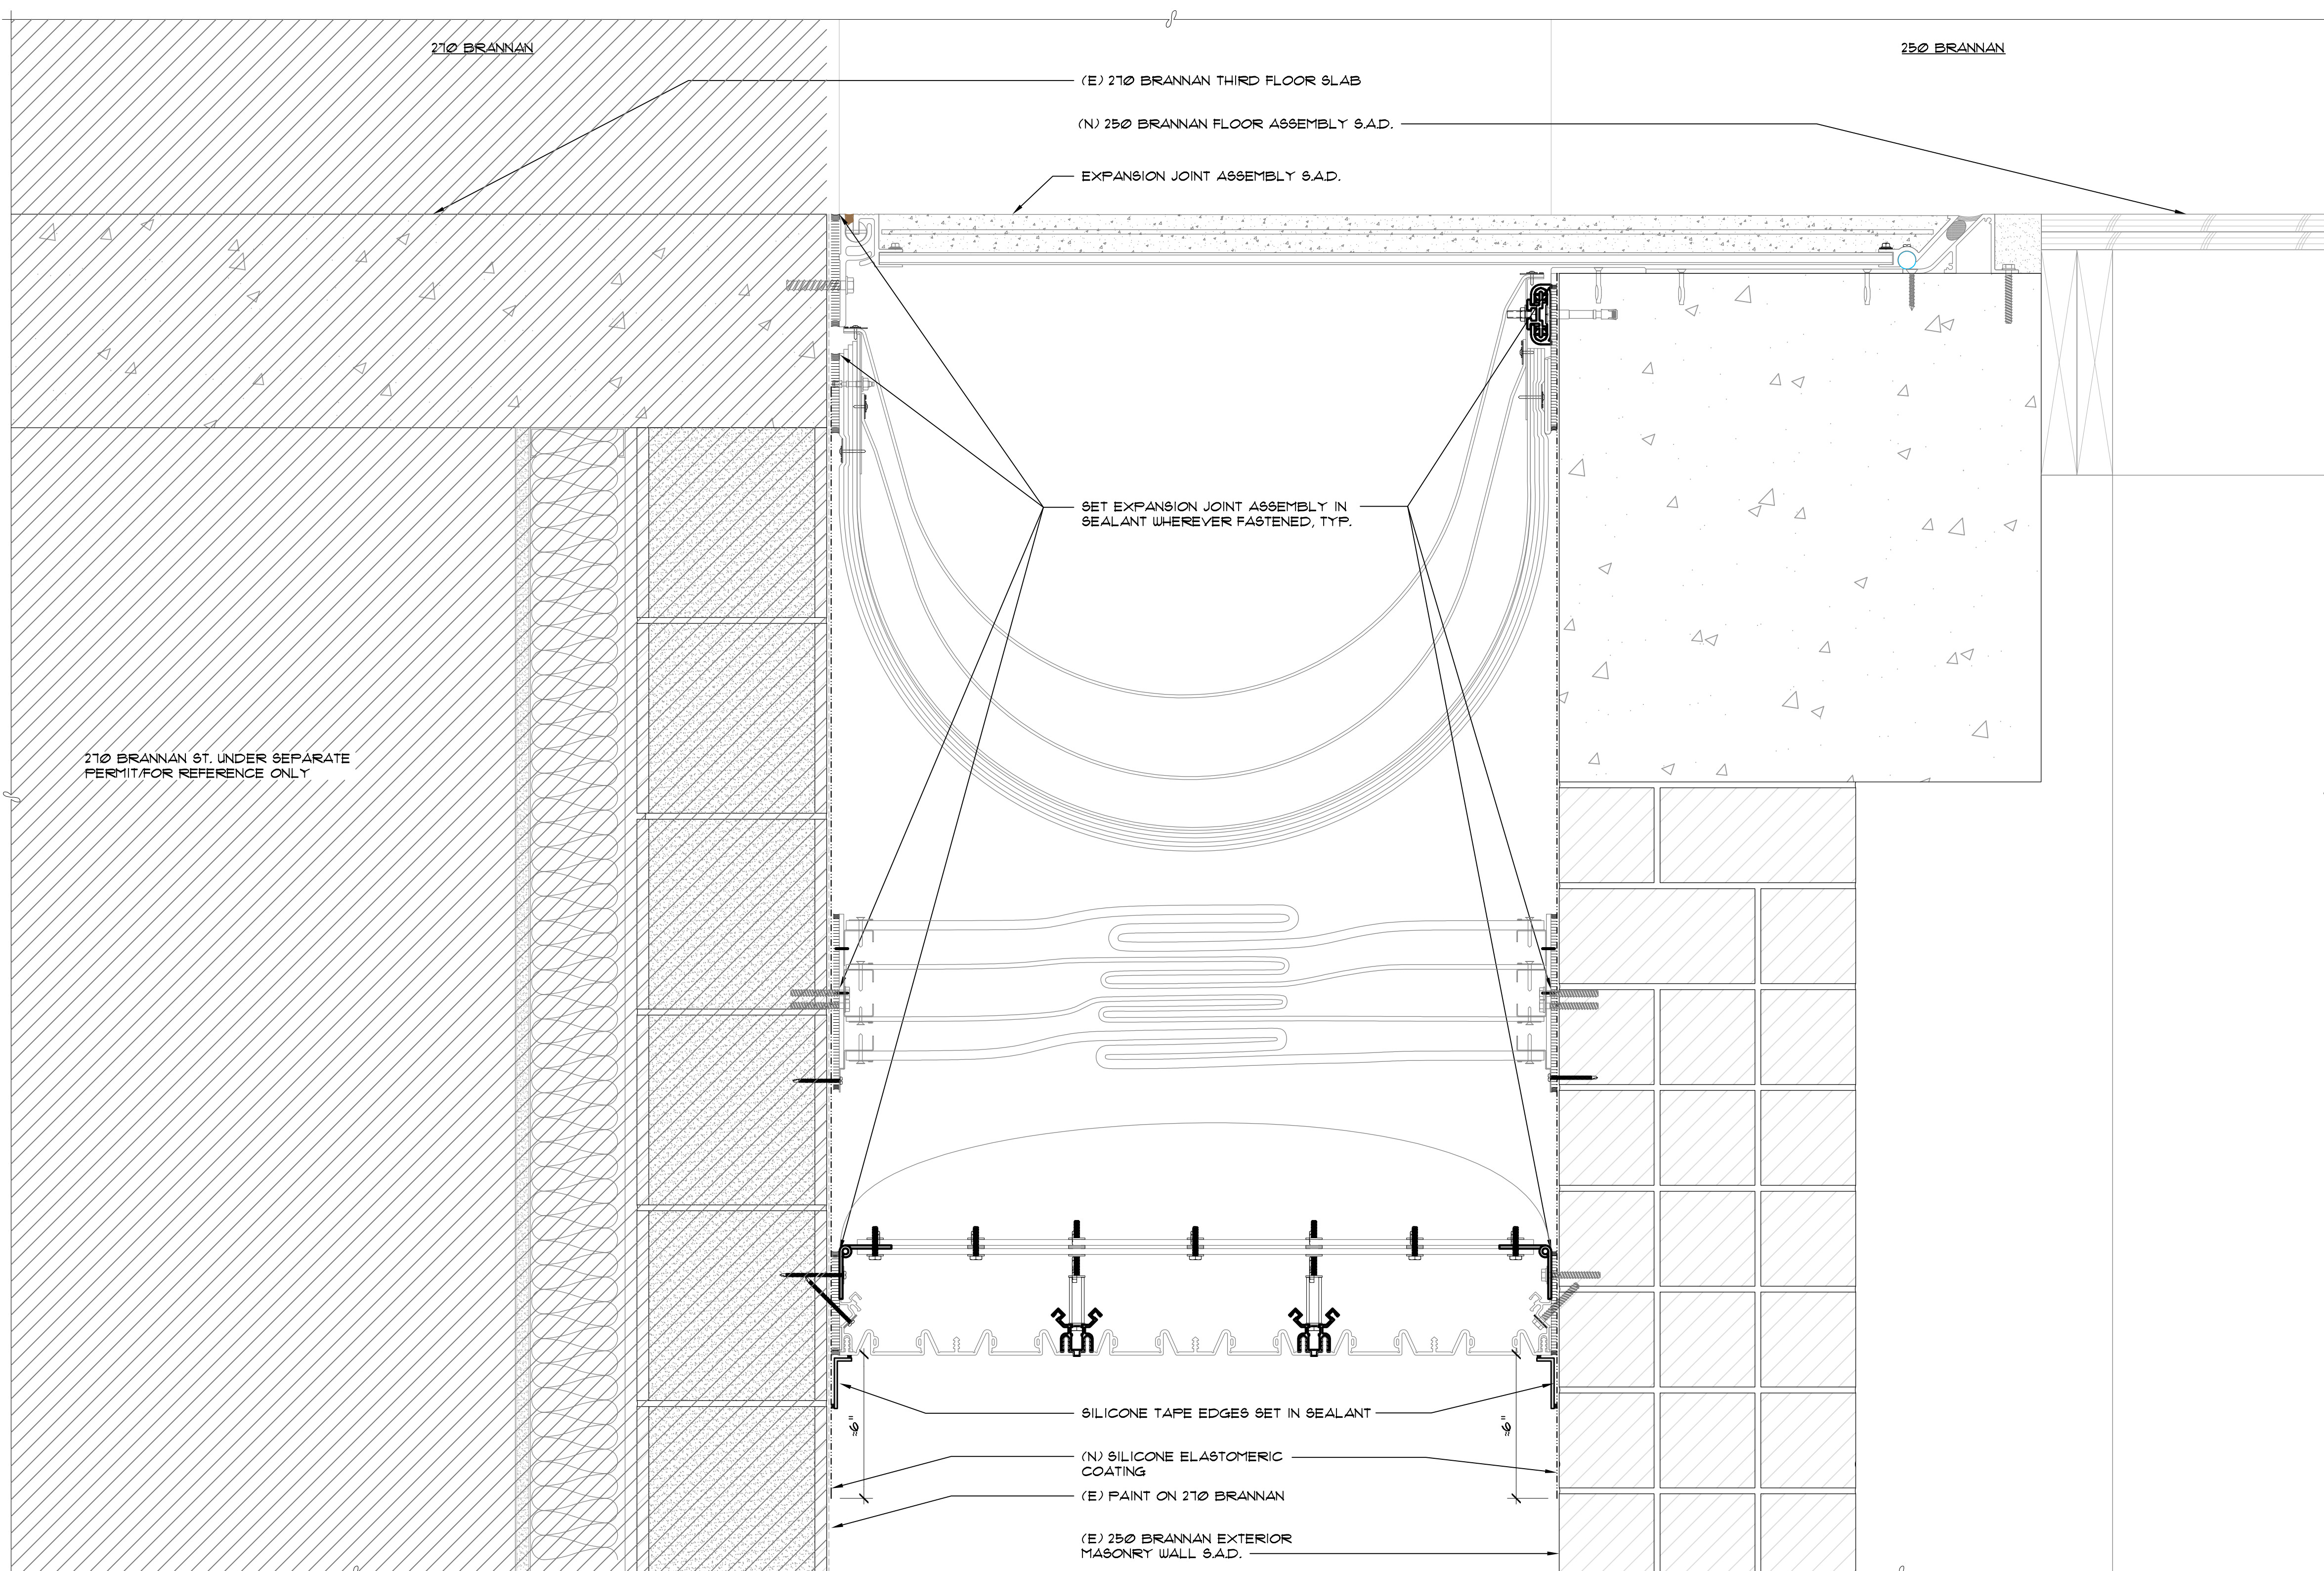 270 BRANNAN
250 BRANNAN
(E) 270 BRANNAN THIRD FLOOR SLAB
(N) 250 BRANNAN FLOOR ASSEMBLY S.A.D.
EXPANSION JOINT ASSEMBLY S.A.D.
SET EXPANSION JOINT ASSEMBLY IN
SEALANT WHEREVER FASTENED, TYP.
270 BRANNAN ST. UNDER SEPARATE
PERMIT/FOR REFERENCE ONLY
SILICONE TAPE EDGES SET IN SEALANT
≈6"
≈6"
(N) SILICONE ELASTOMERIC
COATING
(E) PAINT ON 270 BRANNAN
(E) 250 BRANNAN EXTERIOR
MASONRY WALL S.A.D.